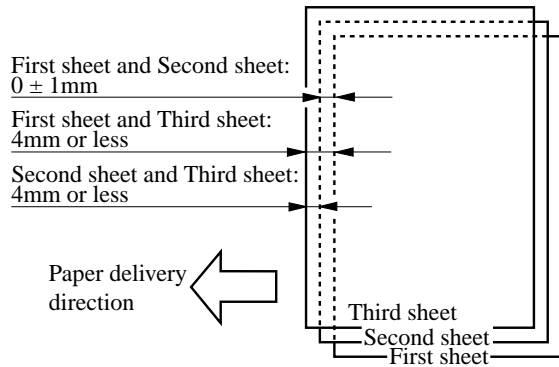 First sheet and Second sheet:
0 ± 1mm
First sheet and Third sheet:
4mm or less
Second sheet and Third sheet:
4mm or less
Paper delivery
direction
Third sheet
Second sheet
First sheet